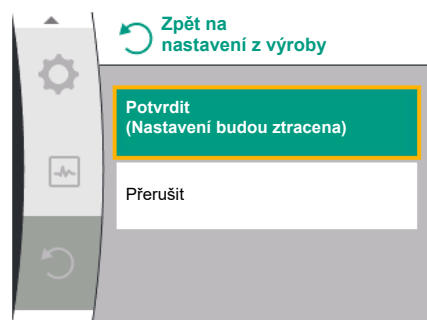 Zpět na
nastavení z výroby
Potvrdit
(Nastavení budou ztracena)
Přerušit